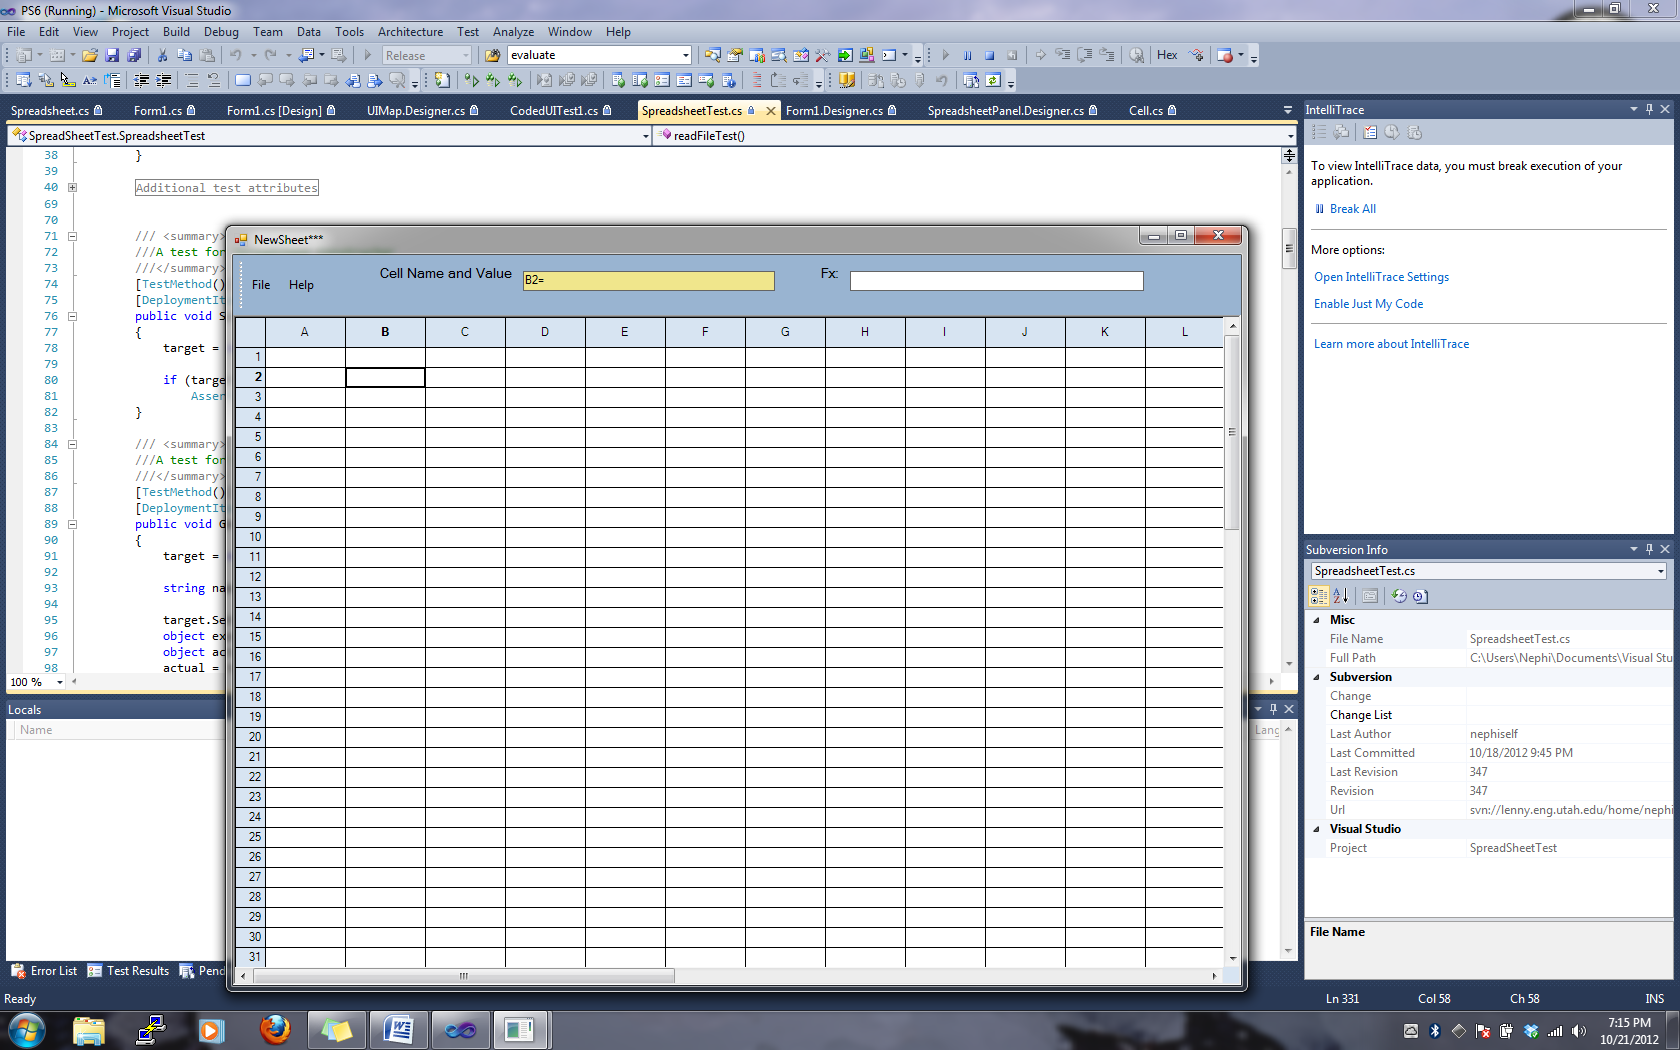 PS6 (Running) - Microsoft Visual Studio
File Edit View Project Build Debug Team Data Tools Architecture Test Analyze Window Help
Release evaluate Hex
Spreadsheet.cs Form1.cs Form1.cs [Design] UIMap.Designer.cs CodedUITest1.cs SpreadsheetTest.cs Form1.Designer.cs SpreadsheetPanel.Designer.cs Cell.cs
SpreadSheetTest.SpreadsheetTest readFileTest()
38 }
39
40 Additional test attributes
69
70
71 /// <summary>
72 ///A test for
73 ///</summary>
74 [TestMethod()
75 [DeploymentIt
76 public void S
77 {
78 target =
79
80 if (targe
81 Asser
82 }
83
84 /// <summary>
85 ///A test for
86 ///</summary>
87 [TestMethod()
88 [DeploymentIt
89 public void G
90 {
91 target =
92
93 string na
94
95 target.Se
96 object ex
97 object ac
98 actual =
100 %
NewSheet***
File Help Cell Name and Value B2= Fx:
A B C D E F G H I J K L
1
2
3
4
5
6
7
8
9
10
11
12
13
14
15
16
17
18
19
20
21
22
23
24
25
26
27
28
29
30
31
Locals
Name
Lang
Error List Test Results Pend
IntelliTrace
To view IntelliTrace data, you must break execution of your
application.
Break All
More options:
Open IntelliTrace Settings
Enable Just My Code
Learn more about IntelliTrace
Subversion Info
SpreadsheetTest.cs
Misc
File Name SpreadsheetTest.cs
Full Path C:\Users\Nephi\Documents\Visual Stu
Subversion
Change
Change List
Last Author nephiself
Last Committed 10/18/2012 9:45 PM
Last Revision 347
Revision 347
Url svn://lenny.eng.utah.edu/home/nephi
Visual Studio
Project SpreadSheetTest
File Name
Ready Ln 331 Col 58 Ch 58 INS
7:15 PM
10/21/2012